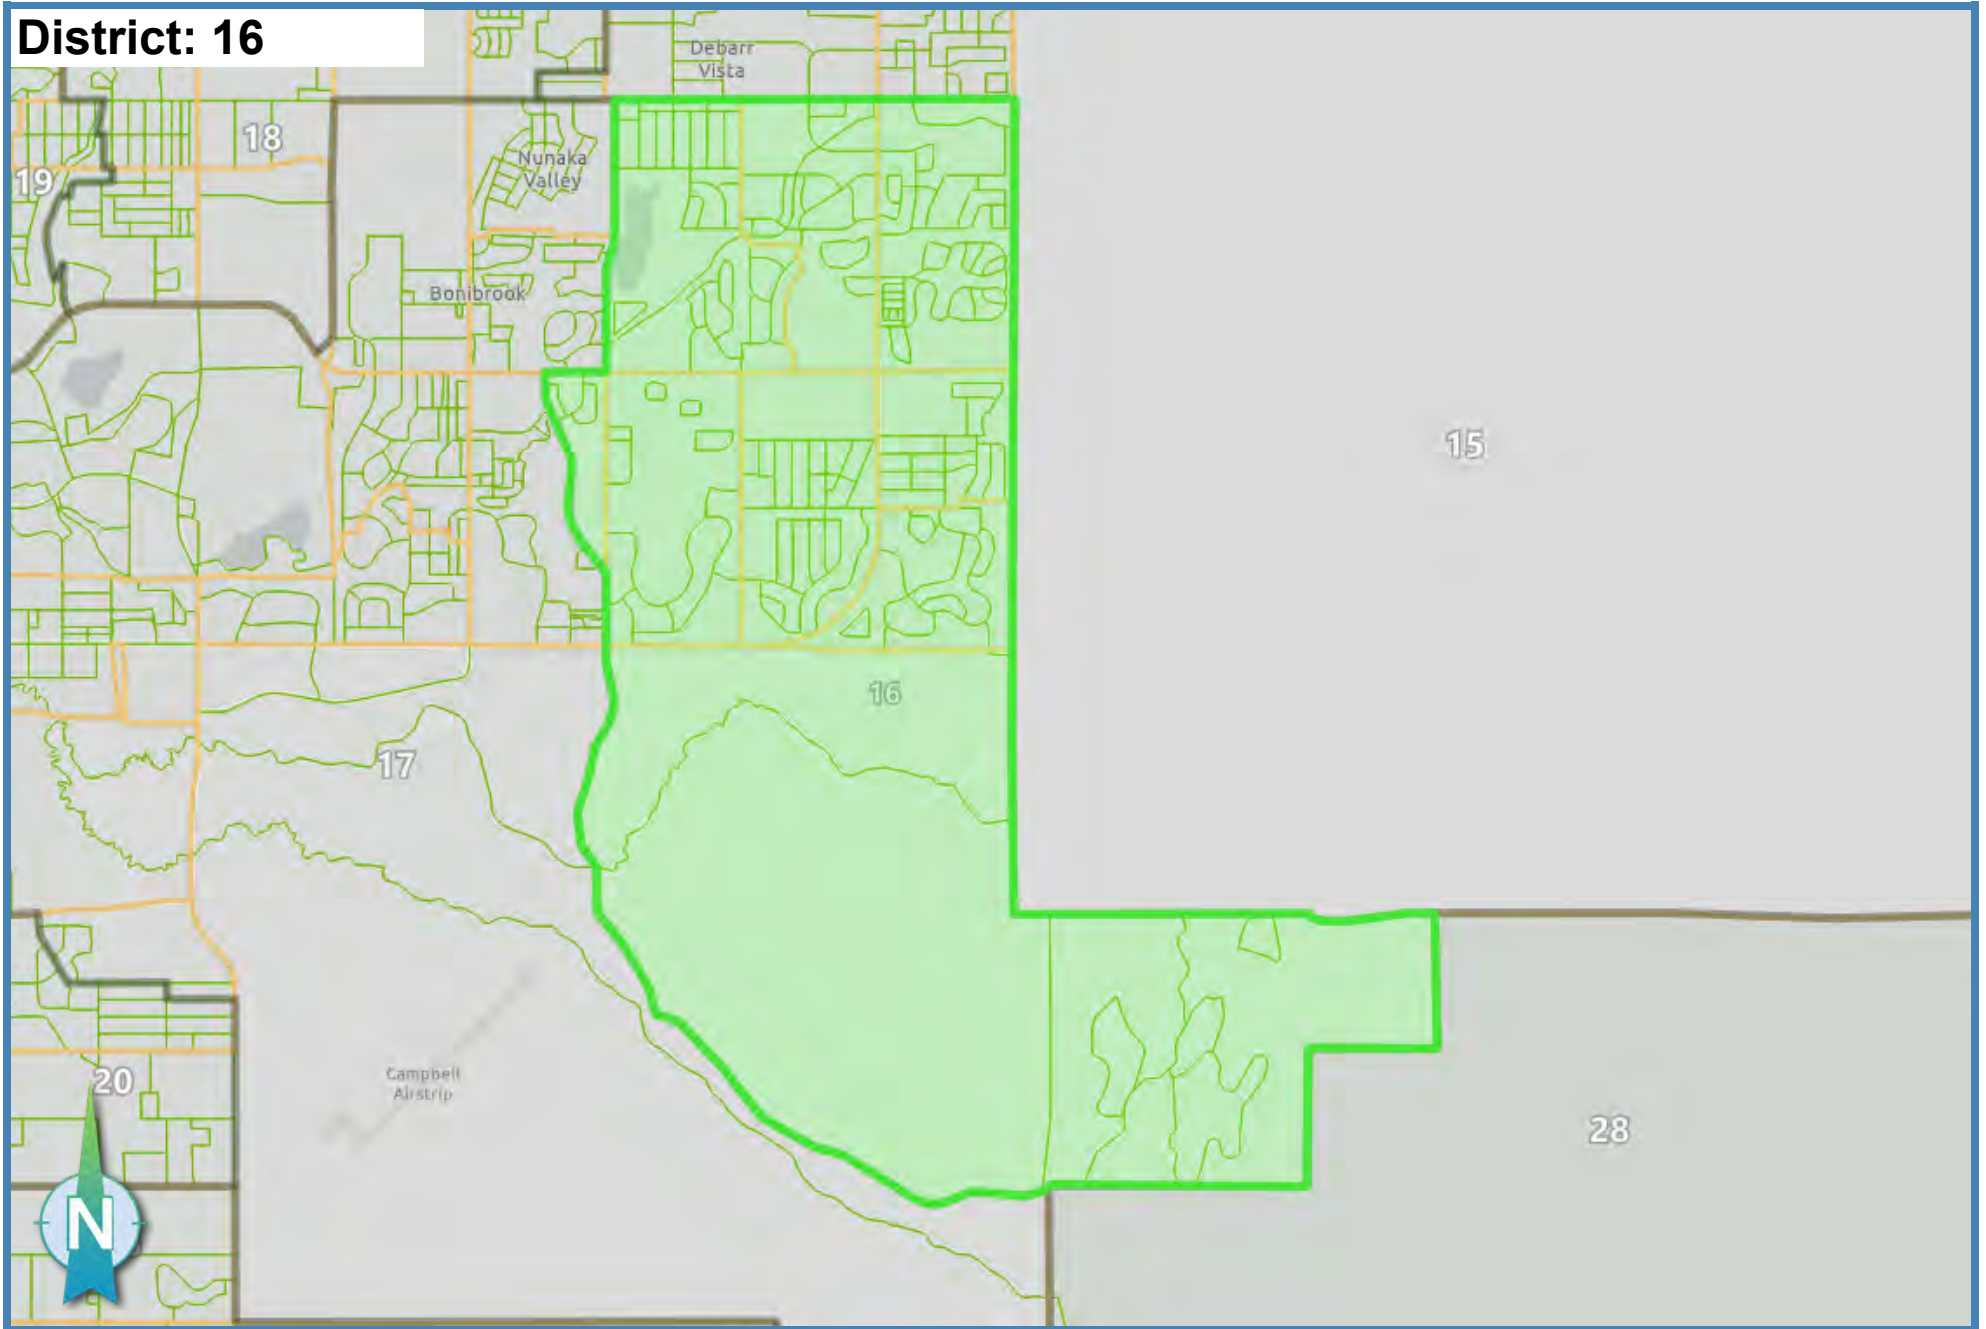 District: 16
Debarr
Vista
18
Nunaka
Valley
19
Bonibrook
15
16
17
Campbell
Airstrip
20
28
N